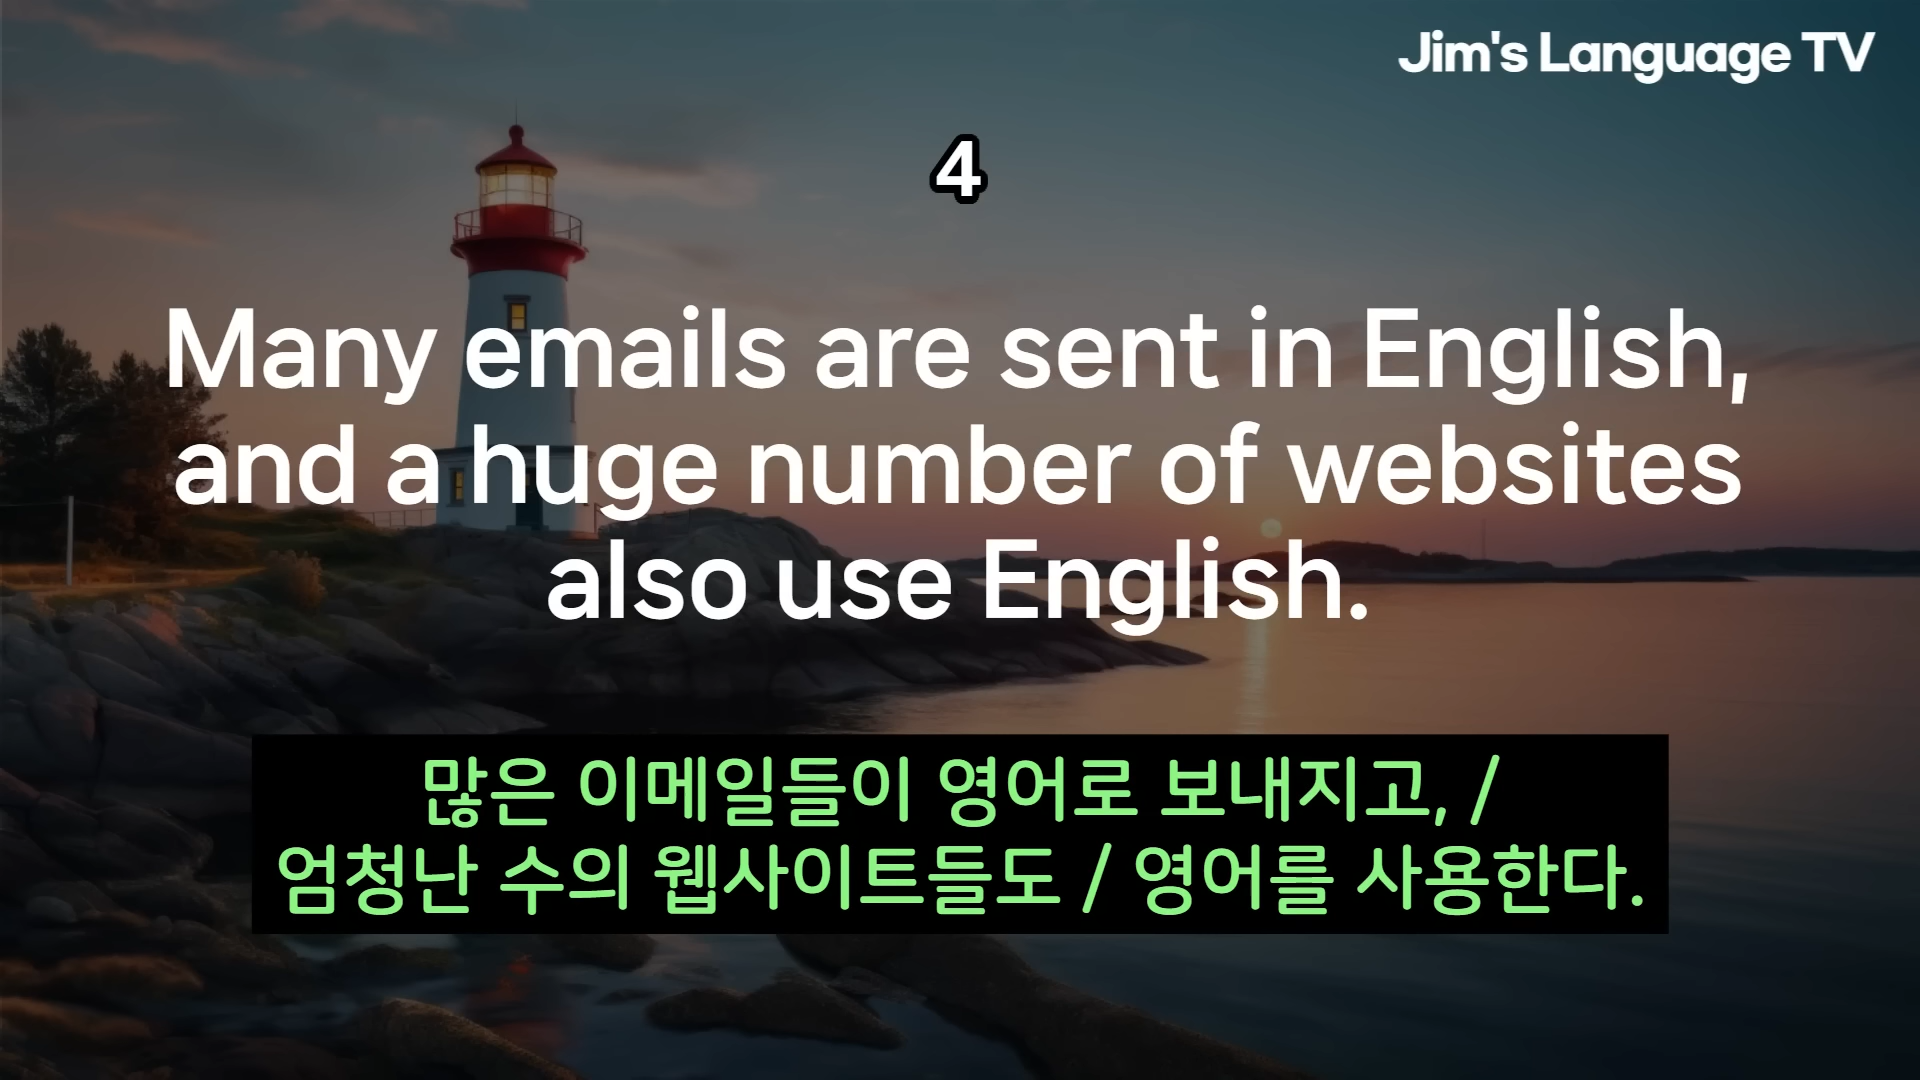 Jim's Language TV
4
Many emails are sent in English,
and a huge number of websites
also use English.
많은 이메일들이 영어로 보내지고, /
엄청난 수의 웹사이트들도 / 영어를 사용한다.